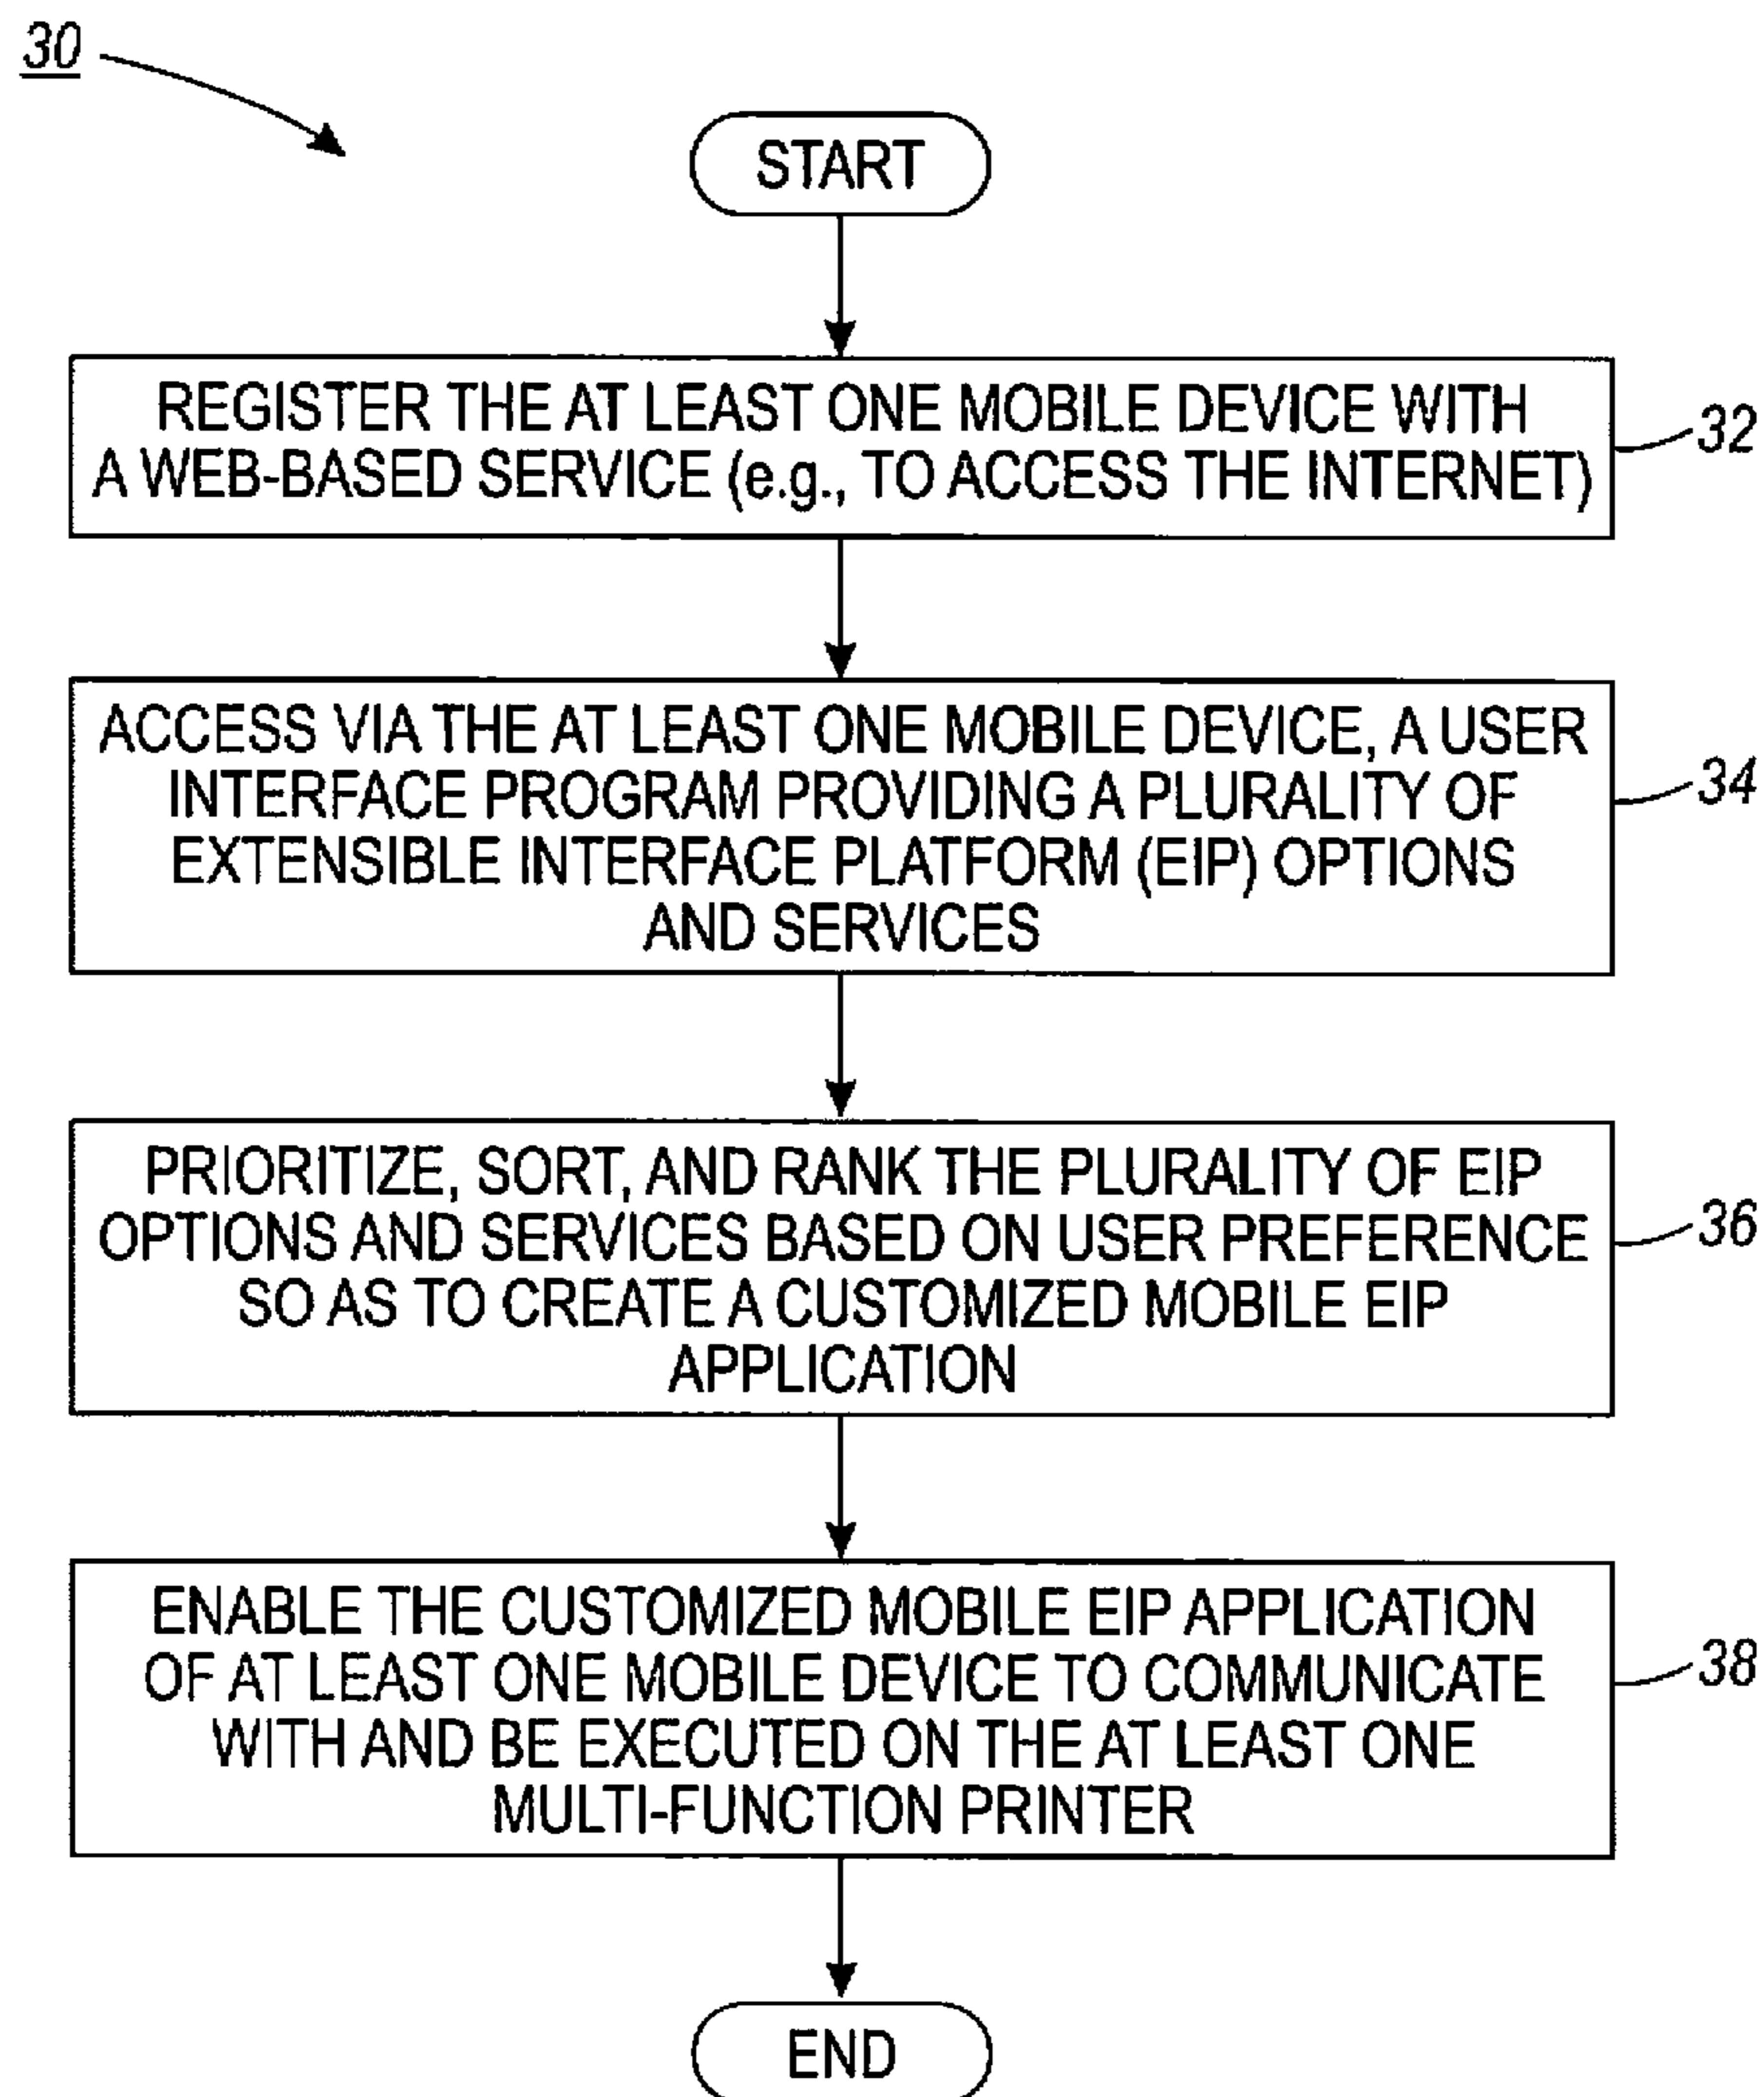 30
START
REGISTER THE AT LEAST ONE MOBILE DEVICE WITH
A WEB-BASED SERVICE (e.g., TO ACCESS THE INTERNET)
32
ACCESS VIA THE AT LEAST ONE MOBILE DEVICE, A USER
INTERFACE PROGRAM PROVIDING A PLURALITY OF
EXTENSIBLE INTERFACE PLATFORM (EIP) OPTIONS
AND SERVICES
34
PRIORITIZE, SORT, AND RANK THE PLURALITY OF EIP
OPTIONS AND SERVICES BASED ON USER PREFERENCE
SO AS TO CREATE A CUSTOMIZED MOBILE EIP
APPLICATION
36
ENABLE THE CUSTOMIZED MOBILE EIP APPLICATION
OF AT LEAST ONE MOBILE DEVICE TO COMMUNICATE
WITH AND BE EXECUTED ON THE AT LEAST ONE
MULTI-FUNCTION PRINTER
38
END